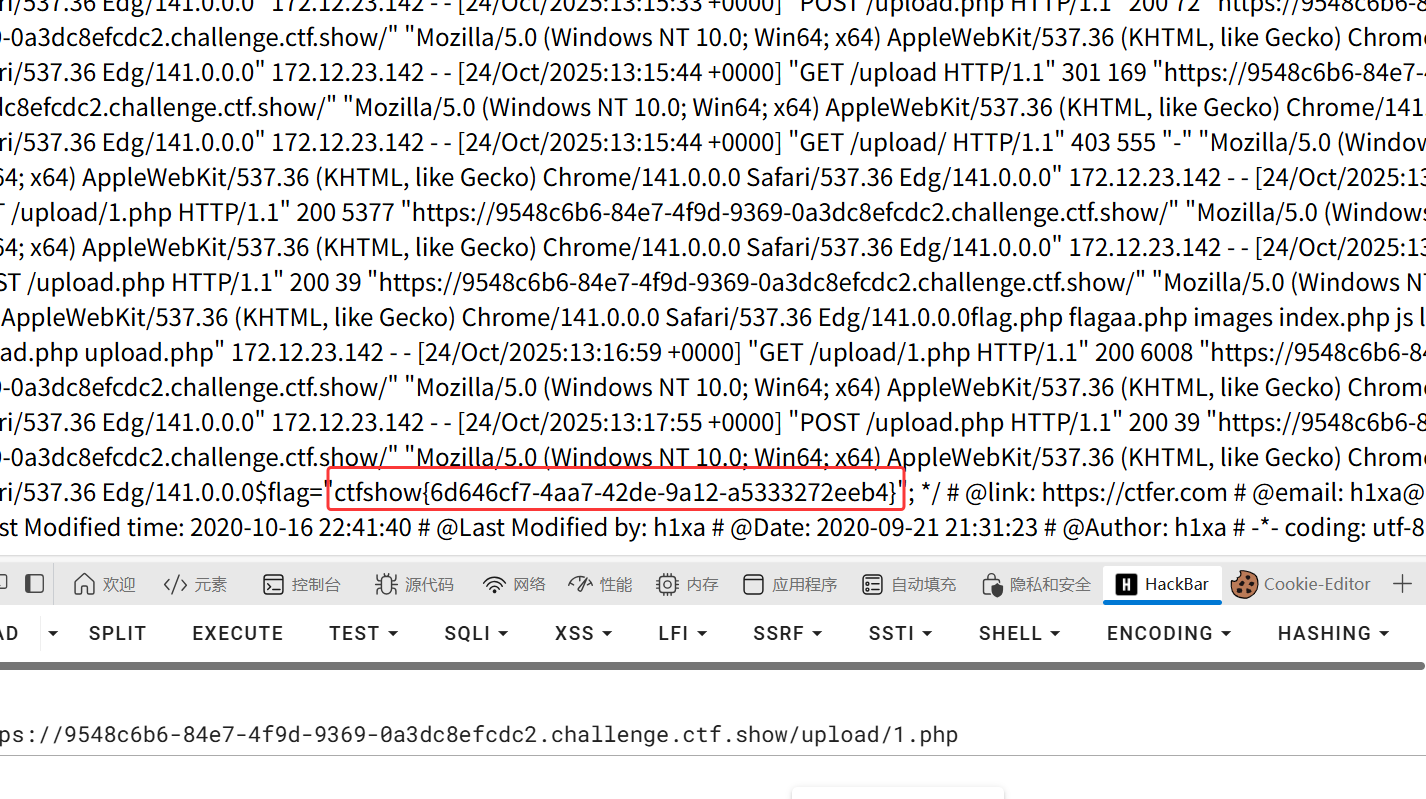 ri/537.36 Edg/141.0.0.0" 172.12.23.142 - - [24/Oct/2025:13:15:33 +0000] "POST /upload.php HTTP/1.1" 200 72 "https://9548c6b6-8
-0a3dc8efcdc2.challenge.ctf.show/" "Mozilla/5.0 (Windows NT 10.0; Win64; x64) AppleWebKit/537.36 (KHTML, like Gecko) Chrom
ri/537.36 Edg/141.0.0.0" 172.12.23.142 - - [24/Oct/2025:13:15:44 +0000] "GET /upload HTTP/1.1" 301 169 "https://9548c6b6-84e7-4
dc8efcdc2.challenge.ctf.show/" "Mozilla/5.0 (Windows NT 10.0; Win64; x64) AppleWebKit/537.36 (KHTML, like Gecko) Chrome/141.
ri/537.36 Edg/141.0.0.0" 172.12.23.142 - - [24/Oct/2025:13:15:44 +0000] "GET /upload/ HTTP/1.1" 403 555 "-" "Mozilla/5.0 (Window
64; x64) AppleWebKit/537.36 (KHTML, like Gecko) Chrome/141.0.0.0 Safari/537.36 Edg/141.0.0.0" 172.12.23.142 - - [24/Oct/2025:13
T /upload/1.php HTTP/1.1" 200 5377 "https://9548c6b6-84e7-4f9d-9369-0a3dc8efcdc2.challenge.ctf.show/" "Mozilla/5.0 (Windows
64; x64) AppleWebKit/537.36 (KHTML, like Gecko) Chrome/141.0.0.0 Safari/537.36 Edg/141.0.0.0" 172.12.23.142 - - [24/Oct/2025:13
ST /upload.php HTTP/1.1" 200 39 "https://9548c6b6-84e7-4f9d-9369-0a3dc8efcdc2.challenge.ctf.show/" "Mozilla/5.0 (Windows NT
AppleWebKit/537.36 (KHTML, like Gecko) Chrome/141.0.0.0 Safari/537.36 Edg/141.0.0.0flag.php flagaa.php images index.php js l
ad.php upload.php" 172.12.23.142 - - [24/Oct/2025:13:16:59 +0000] "GET /upload/1.php HTTP/1.1" 200 6008 "https://9548c6b6-84
-0a3dc8efcdc2.challenge.ctf.show/" "Mozilla/5.0 (Windows NT 10.0; Win64; x64) AppleWebKit/537.36 (KHTML, like Gecko) Chrom
ri/537.36 Edg/141.0.0.0" 172.12.23.142 - - [24/Oct/2025:13:17:55 +0000] "POST /upload.php HTTP/1.1" 200 39 "https://9548c6b6-8
-0a3dc8efcdc2.challenge.ctf.show/" "Mozilla/5.0 (Windows NT 10.0; Win64; x64) AppleWebKit/537.36 (KHTML, like Gecko) Chrom
ri/537.36 Edg/141.0.0.0$flag="ctfshow{6d646cf7-4aa7-42de-9a12-a5333272eeb4}"; */ # @link: https://ctfer.com # @email: h1xa@
st Modified time: 2020-10-16 22:41:40 # @Last Modified by: h1xa # @Date: 2020-09-21 21:31:23 # @Author: h1xa # -*- coding: utf-8
欢迎 </> 元素 控制台 源代码 网络 性能 内存 应用程序 自动填充 隐私和安全 H HackBar Cookie-Editor
AD SPLIT EXECUTE TEST SQLI XSS LFI SSRF SSTI SHELL ENCODING HASHING
ps://9548c6b6-84e7-4f9d-9369-0a3dc8efcdc2.challenge.ctf.show/upload/1.php